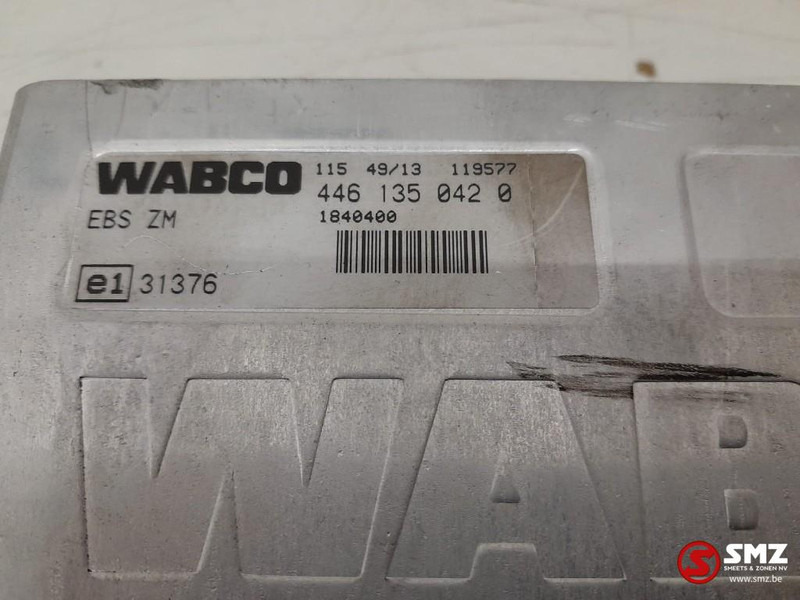 WABCO 115 49/13 119577
446 135 042 0
EBS ZM 1840400
e1 31376
WAB
SMZ
SMEETS & ZONEN NV
www.smz.be